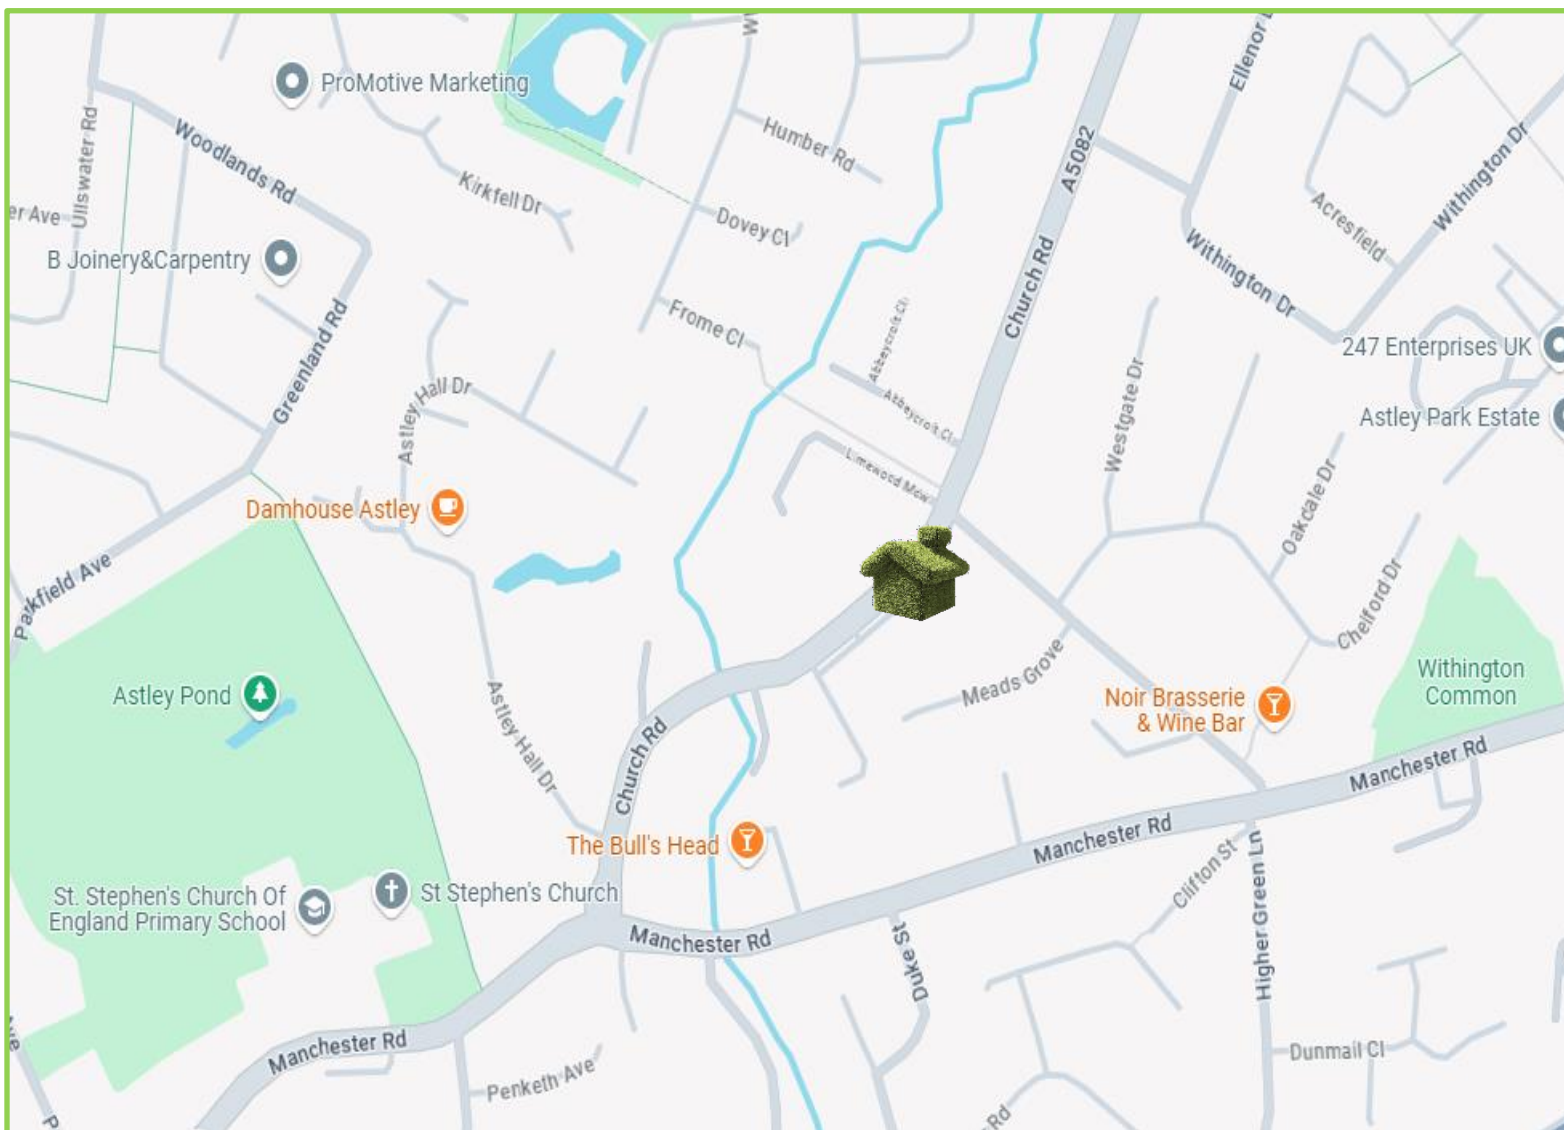 ProMotive Marketing
Ullswater Rd
Woodlands Rd
Humber Rd
A5082
Ellenor
Withington Dr
Kirkfell Dr
er Ave
Dovey Cl
Acresfield
B Joinery&Carpentry
Withington Dr
Church Rd
Frome Cl
Abbeycroft Cl
247 Enterprises UK
Greenland Rd
Astley Hall Dr
Abbeycroft Cl
Westgate Dr
Astley Park Estate
Limewood Mew
Damhouse Astley
Oakdale Dr
Parkfield Ave
Chelford Dr
Meads Grove
Withington
Common
Astley Pond
Noir Brasserie
& Wine Bar
Astley Hall Dr
Church Rd
Manchester Rd
The Bull's Head
Manchester Rd
Clifton St
St. Stephen's Church Of
England Primary School
St Stephen's Church
Higher Green Ln
Manchester Rd
Duke St
Manchester Rd
Dunmail Cl
Penketh Ave
Rd